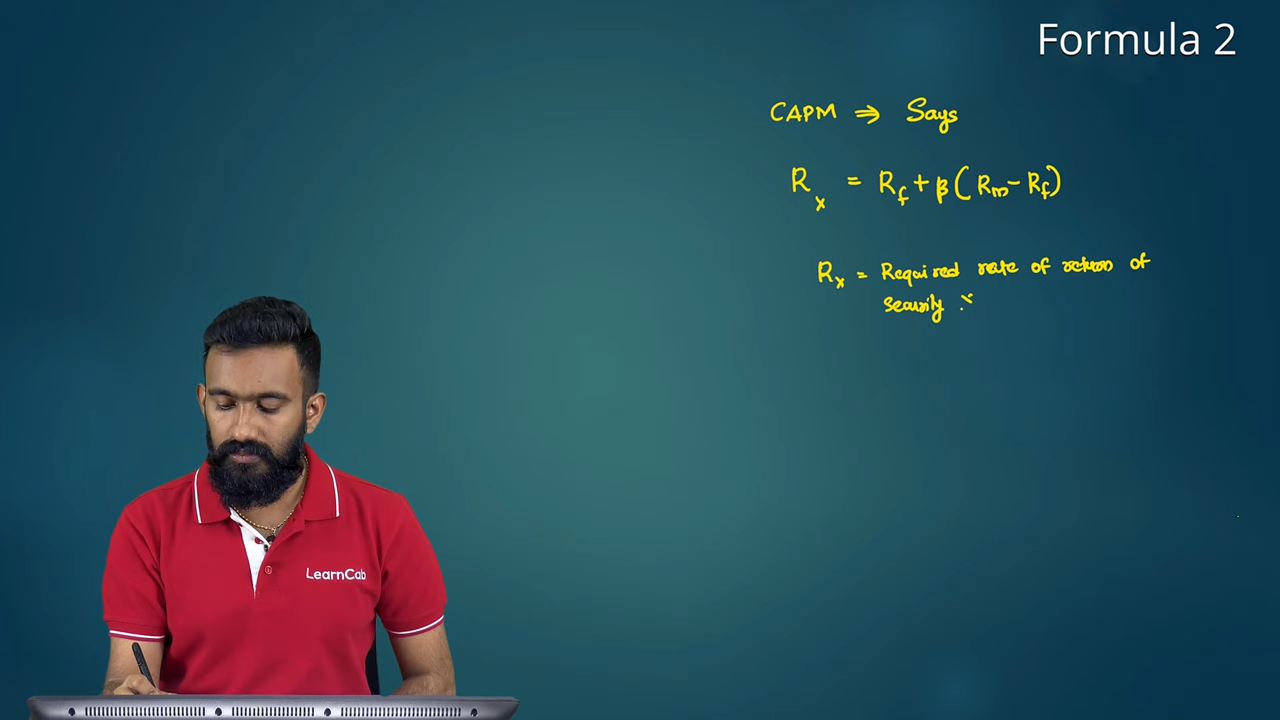 Formula 2
CAPM ⇒ Says
Rx = Rf + β(Rm - Rf)
Rx = Required rate of return of
security x
LearnCab